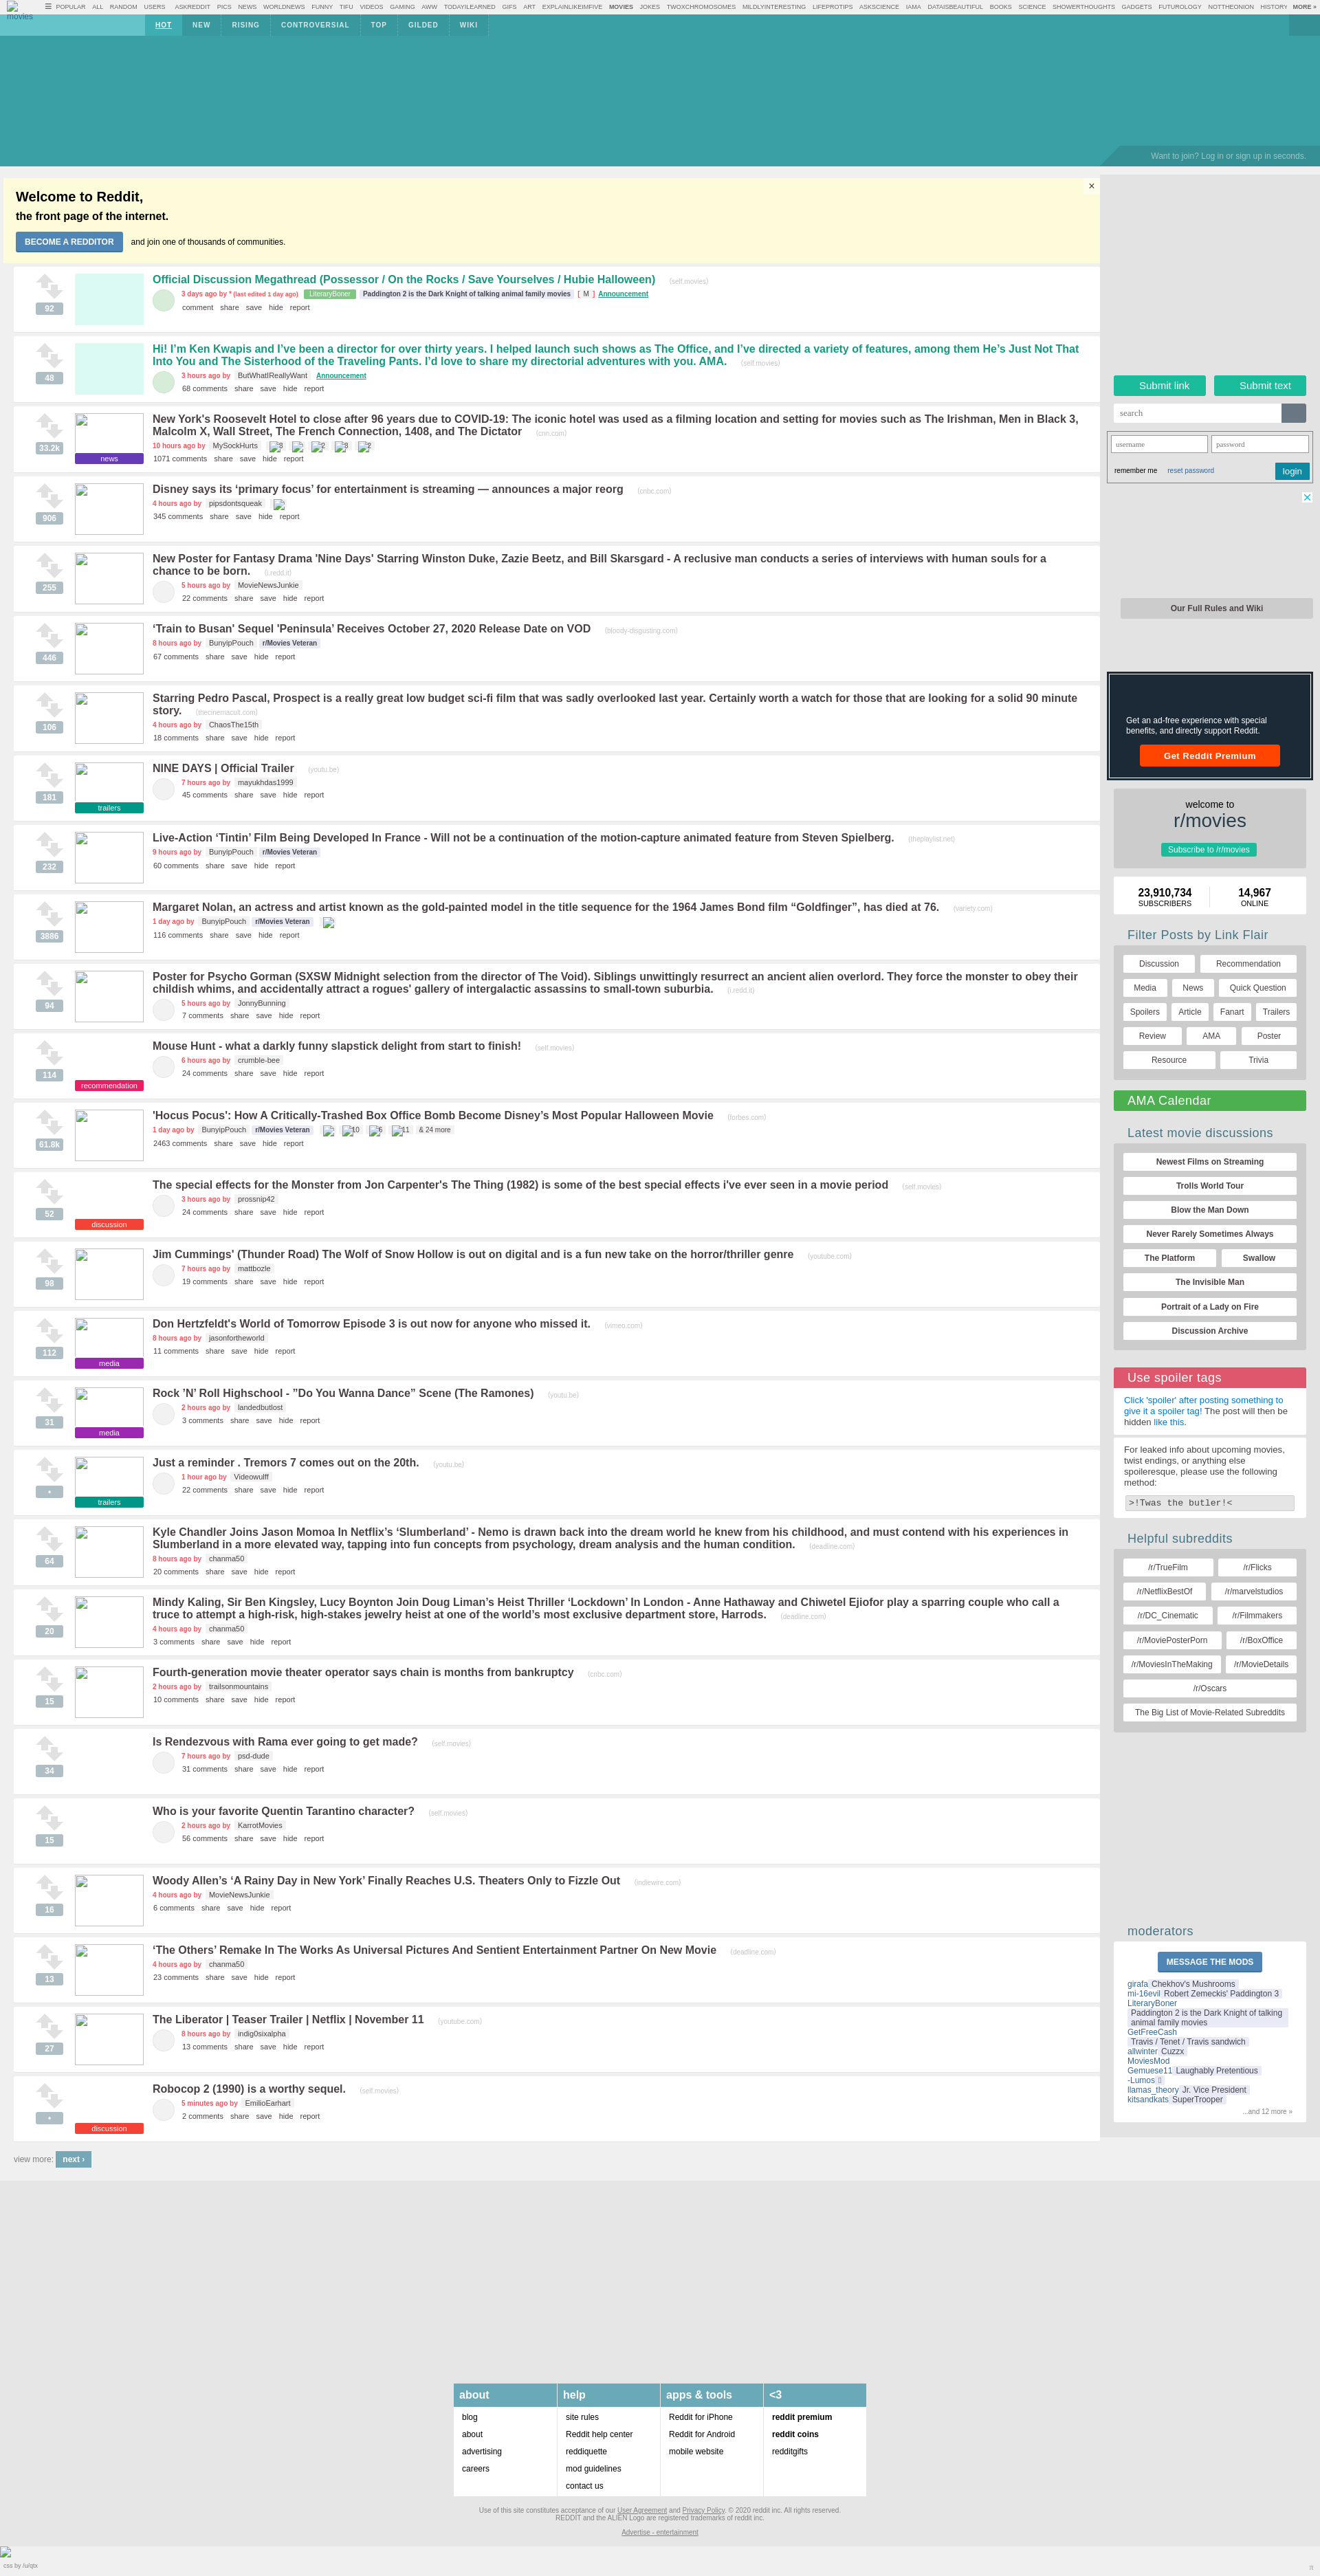 movies
☰ POPULAR ALL RANDOM USERS ASKREDDIT PICS NEWS WORLDNEWS FUNNY TIFU VIDEOS GAMING AWW TODAYILEARNED GIFS ART EXPLAINLIKEIMFIVE MOVIES JOKES TWOXCHROMOSOMES MILDLYINTERESTING LIFEPROTIPS ASKSCIENCE IAMA DATAISBEAUTIFUL BOOKS SCIENCE SHOWERTHOUGHTS GADGETS FUTUROLOGY NOTTHEONION HISTORY MORE »
HOT NEW RISING CONTROVERSIAL TOP GILDED WIKI
Want to join? Log in or sign up in seconds.
Welcome to Reddit,
the front page of the internet.
BECOME A REDDITOR and join one of thousands of communities.
×
92
Official Discussion Megathread (Possessor / On the Rocks / Save Yourselves / Hubie Halloween) (self.movies)
3 days ago by * (last edited 1 day ago) LiteraryBoner Paddington 2 is the Dark Knight of talking animal family movies [ M ] Announcement
comment share save hide report
48
Hi! I’m Ken Kwapis and I’ve been a director for over thirty years. I helped launch such shows as The Office, and I’ve directed a variety of features, among them He’s Just Not That
Into You and The Sisterhood of the Traveling Pants. I’d love to share my directorial adventures with you. AMA. (self.movies)
3 hours ago by ButWhatIReallyWant Announcement
68 comments share save hide report
33.2k
news
New York's Roosevelt Hotel to close after 96 years due to COVID-19: The iconic hotel was used as a filming location and setting for movies such as The Irishman, Men in Black 3,
Malcolm X, Wall Street, The French Connection, 1408, and The Dictator (cnn.com)
10 hours ago by MySockHurts 3 2 3 2
1071 comments share save hide report
906
Disney says its ‘primary focus’ for entertainment is streaming — announces a major reorg (cnbc.com)
4 hours ago by pipsdontsqueak
345 comments share save hide report
255
New Poster for Fantasy Drama 'Nine Days' Starring Winston Duke, Zazie Beetz, and Bill Skarsgard - A reclusive man conducts a series of interviews with human souls for a
chance to be born. (i.redd.it)
5 hours ago by MovieNewsJunkie
22 comments share save hide report
446
‘Train to Busan' Sequel 'Peninsula’ Receives October 27, 2020 Release Date on VOD (bloody-disgusting.com)
8 hours ago by BunyipPouch r/Movies Veteran
67 comments share save hide report
106
Starring Pedro Pascal, Prospect is a really great low budget sci-fi film that was sadly overlooked last year. Certainly worth a watch for those that are looking for a solid 90 minute
story. (thecinemacult.com)
4 hours ago by ChaosThe15th
18 comments share save hide report
181
trailers
NINE DAYS | Official Trailer (youtu.be)
7 hours ago by mayukhdas1999
45 comments share save hide report
232
Live-Action ‘Tintin’ Film Being Developed In France - Will not be a continuation of the motion-capture animated feature from Steven Spielberg. (theplaylist.net)
9 hours ago by BunyipPouch r/Movies Veteran
60 comments share save hide report
3886
Margaret Nolan, an actress and artist known as the gold-painted model in the title sequence for the 1964 James Bond film “Goldfinger”, has died at 76. (variety.com)
1 day ago by BunyipPouch r/Movies Veteran
116 comments share save hide report
94
Poster for Psycho Gorman (SXSW Midnight selection from the director of The Void). Siblings unwittingly resurrect an ancient alien overlord. They force the monster to obey their
childish whims, and accidentally attract a rogues' gallery of intergalactic assassins to small-town suburbia. (i.redd.it)
5 hours ago by JonnyBunning
7 comments share save hide report
114
recommendation
Mouse Hunt - what a darkly funny slapstick delight from start to finish! (self.movies)
6 hours ago by crumble-bee
24 comments share save hide report
61.8k
'Hocus Pocus': How A Critically-Trashed Box Office Bomb Become Disney’s Most Popular Halloween Movie (forbes.com)
1 day ago by BunyipPouch r/Movies Veteran 10 6 11 & 24 more
2463 comments share save hide report
52
discussion
The special effects for the Monster from Jon Carpenter's The Thing (1982) is some of the best special effects i've ever seen in a movie period (self.movies)
3 hours ago by prossnip42
24 comments share save hide report
98
Jim Cummings' (Thunder Road) The Wolf of Snow Hollow is out on digital and is a fun new take on the horror/thriller genre (youtube.com)
7 hours ago by mattbozle
19 comments share save hide report
112
media
Don Hertzfeldt's World of Tomorrow Episode 3 is out now for anyone who missed it. (vimeo.com)
8 hours ago by jasonfortheworld
11 comments share save hide report
31
media
Rock ’N’ Roll Highschool - ”Do You Wanna Dance” Scene (The Ramones) (youtu.be)
2 hours ago by landedbutlost
3 comments share save hide report
•
trailers
Just a reminder . Tremors 7 comes out on the 20th. (youtu.be)
1 hour ago by Videowulff
22 comments share save hide report
64
Kyle Chandler Joins Jason Momoa In Netflix’s ‘Slumberland’ - Nemo is drawn back into the dream world he knew from his childhood, and must contend with his experiences in
Slumberland in a more elevated way, tapping into fun concepts from psychology, dream analysis and the human condition. (deadline.com)
8 hours ago by chanma50
20 comments share save hide report
20
Mindy Kaling, Sir Ben Kingsley, Lucy Boynton Join Doug Liman’s Heist Thriller ‘Lockdown’ In London - Anne Hathaway and Chiwetel Ejiofor play a sparring couple who call a
truce to attempt a high-risk, high-stakes jewelry heist at one of the world’s most exclusive department store, Harrods. (deadline.com)
4 hours ago by chanma50
3 comments share save hide report
15
Fourth-generation movie theater operator says chain is months from bankruptcy (cnbc.com)
2 hours ago by trailsonmountains
10 comments share save hide report
34
Is Rendezvous with Rama ever going to get made? (self.movies)
7 hours ago by psd-dude
31 comments share save hide report
15
Who is your favorite Quentin Tarantino character? (self.movies)
2 hours ago by KarrotMovies
56 comments share save hide report
16
Woody Allen’s ‘A Rainy Day in New York’ Finally Reaches U.S. Theaters Only to Fizzle Out (indiewire.com)
4 hours ago by MovieNewsJunkie
6 comments share save hide report
13
‘The Others’ Remake In The Works As Universal Pictures And Sentient Entertainment Partner On New Movie (deadline.com)
4 hours ago by chanma50
23 comments share save hide report
27
The Liberator | Teaser Trailer | Netflix | November 11 (youtube.com)
8 hours ago by indig0sixalpha
13 comments share save hide report
•
discussion
Robocop 2 (1990) is a worthy sequel. (self.movies)
5 minutes ago by EmilioEarhart
2 comments share save hide report
view more: next ›
Submit link Submit text
search
username password
remember me reset password login
Our Full Rules and Wiki
Get an ad-free experience with special
benefits, and directly support Reddit.
Get Reddit Premium
welcome to
r/movies
Subscribe to /r/movies
23,910,734 14,967
SUBSCRIBERS ONLINE
Filter Posts by Link Flair
Discussion Recommendation
Media News Quick Question
Spoilers Article Fanart Trailers
Review AMA Poster
Resource Trivia
AMA Calendar
Latest movie discussions
Newest Films on Streaming
Trolls World Tour
Blow the Man Down
Never Rarely Sometimes Always
The Platform Swallow
The Invisible Man
Portrait of a Lady on Fire
Discussion Archive
Use spoiler tags
Click 'spoiler' after posting something to
give it a spoiler tag! The post will then be
hidden like this.
For leaked info about upcoming movies,
twist endings, or anything else
spoileresque, please use the following
method:
>!Twas the butler!<
Helpful subreddits
/r/TrueFilm /r/Flicks
/r/NetflixBestOf /r/marvelstudios
/r/DC_Cinematic /r/Filmmakers
/r/MoviePosterPorn /r/BoxOffice
/r/MoviesInTheMaking /r/MovieDetails
/r/Oscars
The Big List of Movie-Related Subreddits
moderators
MESSAGE THE MODS
girafa Chekhov's Mushrooms
mi-16evil Robert Zemeckis' Paddington 3
LiteraryBoner
Paddington 2 is the Dark Knight of talking
animal family movies
GetFreeCash
Travis / Tenet / Travis sandwich
allwinter Cuzzx
MoviesMod
Gemuese11 Laughably Pretentious
-Lumos
llamas_theory Jr. Vice President
kitsandkats SuperTrooper
...and 12 more »
about help apps & tools <3
blog site rules Reddit for iPhone reddit premium
about Reddit help center Reddit for Android reddit coins
advertising reddiquette mobile website redditgifts
careers mod guidelines
contact us
Use of this site constitutes acceptance of our User Agreement and Privacy Policy. © 2020 reddit inc. All rights reserved.
REDDIT and the ALIEN Logo are registered trademarks of reddit inc.
Advertise - entertainment
css by /u/qtx
π